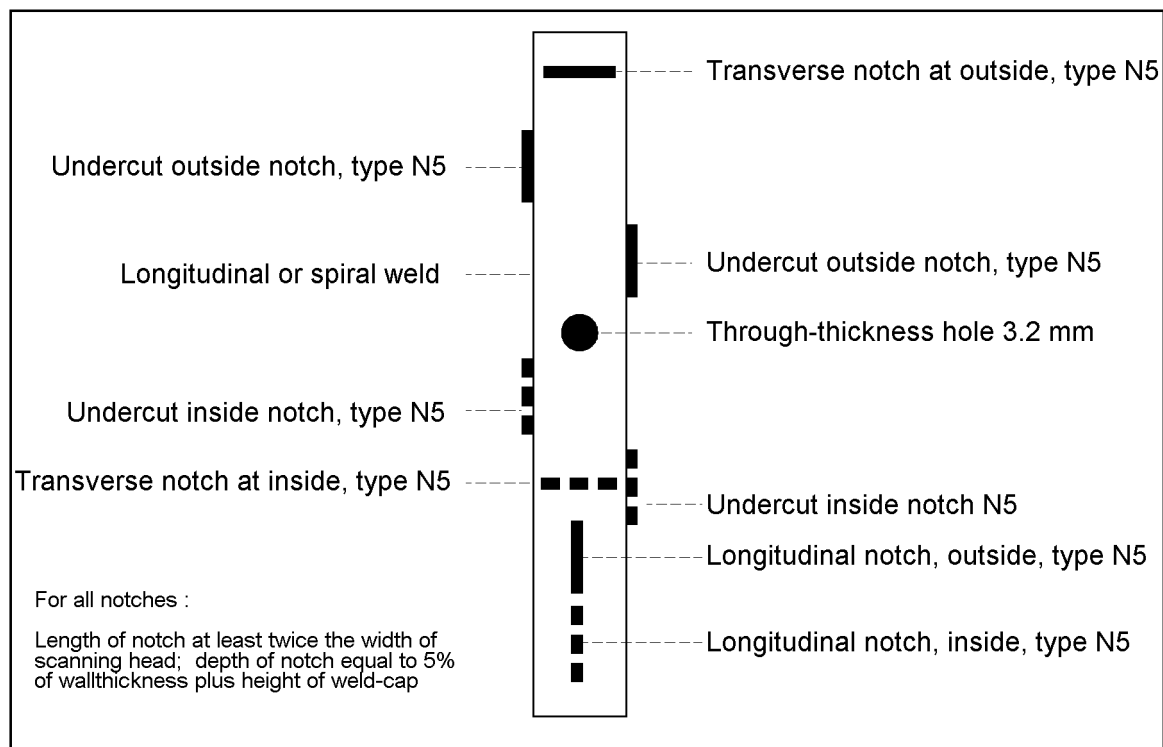 Transverse notch at outside, type N5
Undercut outside notch, type N5
Undercut outside notch, type N5
Longitudinal or spiral weld
Through-thickness hole 3.2 mm
Undercut inside notch, type N5
Transverse notch at inside, type N5
Undercut inside notch N5
Longitudinal notch, outside, type N5
For all notches :
Length of notch at least twice the width of
scanning head; depth of notch equal to 5%
of wallthickness plus height of weld-cap
Longitudinal notch, inside, type N5